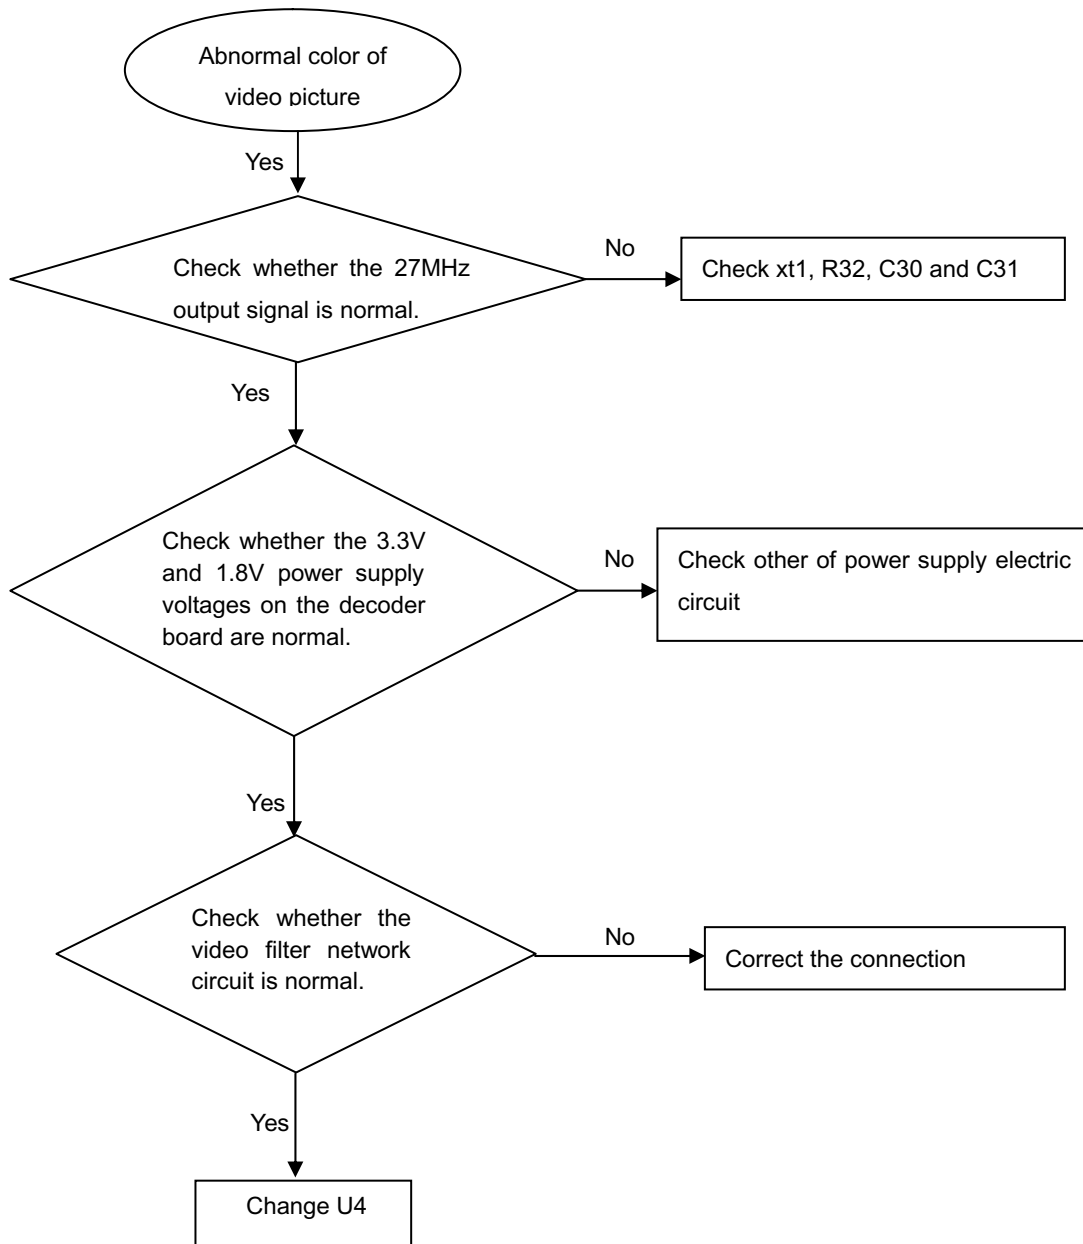 Abnormal color of
video picture
Yes
Check whether the 27MHz
output signal is normal.
No
Check xt1, R32, C30 and C31
Yes
Check whether the 3.3V
and 1.8V power supply
voltages on the decoder
board are normal.
No
Check other of power supply electric
circuit
Yes
Check whether the
video filter network
circuit is normal.
No
Correct the connection
Yes
Change U4